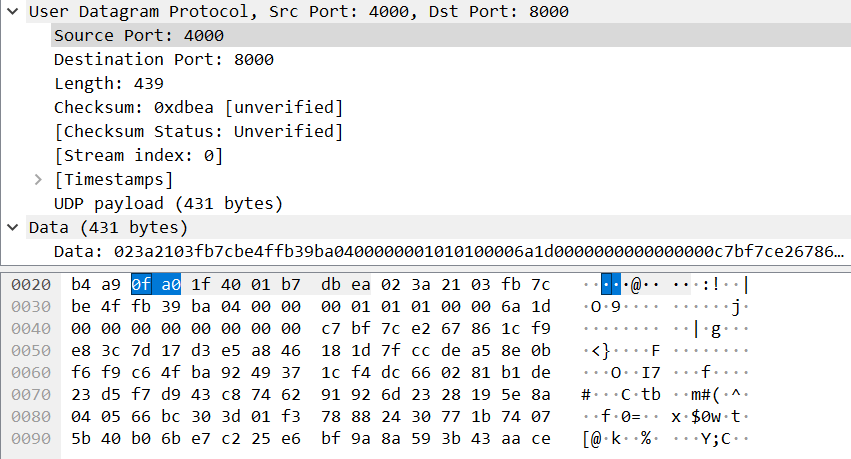 User Datagram Protocol, Src Port: 4000, Dst Port: 8000
Source Port: 4000
Destination Port: 8000
Length: 439
Checksum: 0xdbea [unverified]
[Checksum Status: Unverified]
[Stream index: 0]
[Timestamps]
UDP payload (431 bytes)
Data (431 bytes)
Data: 023a2103fb7cbe4ffb39ba0400000001010100006a1d0000000000000000c7bf7ce26786…
0020 b4 a9 0f a0 1f 40 01 b7 db ea 02 3a 21 03 fb 7c ·····@·· ···:!··|
0030 be 4f fb 39 ba 04 00 00 00 01 01 01 00 00 6a 1d ·O·9···· ······j·
0040 00 00 00 00 00 00 00 00 c7 bf 7c e2 67 86 1c f9 ········ ··|·g···
0050 e8 3c 7d 17 d3 e5 a8 46 18 1d 7f cc de a5 8e 0b ·<}····F ········
0060 f6 f9 c6 4f ba 92 49 37 1c f4 dc 66 02 81 b1 de ···O··I7 ···f····
0070 23 d5 f7 d9 43 c8 74 62 91 92 6d 23 28 19 5e 8a #···C·tb ··m#(·^·
0080 04 05 66 bc 30 3d 01 f3 78 88 24 30 77 1b 74 07 ··f·0=·· x·$0w·t·
0090 5b 40 b0 6b e7 c2 25 e6 bf 9a 8a 59 3b 43 aa ce [@·k··%· ···Y;C··